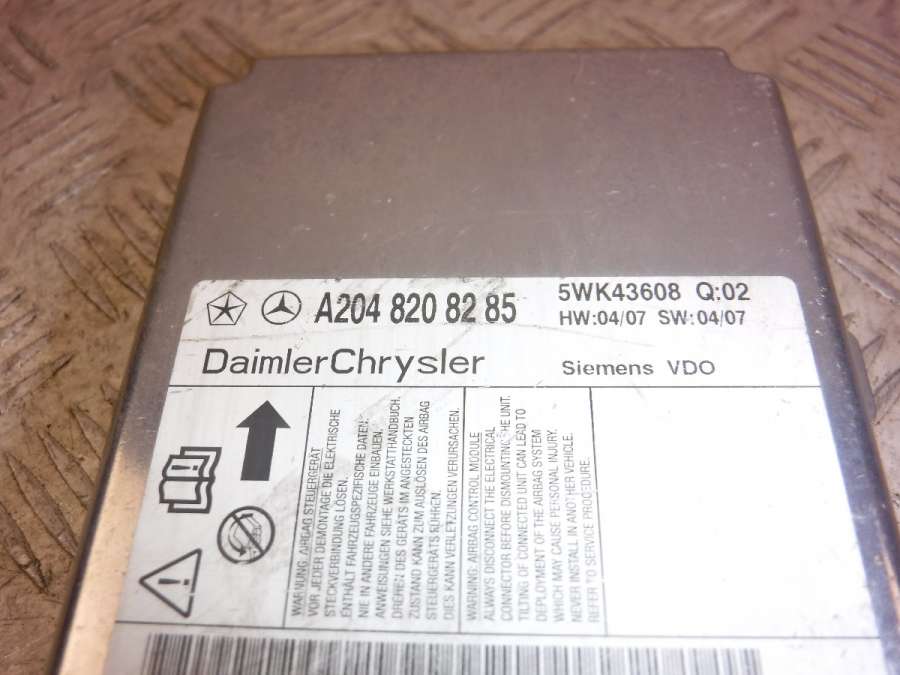 A204 820 82 85
5WK43608 Q:02
HW:04/07 SW:04/07
DaimlerChrysler
Siemens VDO
WARNUNG, AIRBAG STEUERGERÄT
VOR JEDER DEMONTAGE DIE ELEKTRISCHE
STECKVERBINDUNG LÖSEN.
ENTHÄLT FAHRZEUGSPEZIFISCHE DATEN.
NIE IN ANDERE FAHRZEUGE EINBAUEN.
ANWEISUNGEN SIEHE WERKSTATTHANDBUCH.
DREHEN DES GERÄTS IM ANGESTECKTEN
ZUSTAND KANN ZUM AUSLÖSEN DES AIRBAG
STEUERGERÄTS FÜHREN.
DIES KANN VERLETZUNGEN VERURSACHEN.
WARNING: AIRBAG CONTROL MODULE
ALWAYS DISCONNECT THE ELECTRICAL
CONNECTOR BEFORE DISMOUNTING THE UNIT.
TILTING OF CONNECTED UNIT CAN LEAD TO
DEPLOYMENT OF THE AIRBAG SYSTEM
WHICH MAY CAUSE PERSONAL INJURY.
NEVER INSTALL IN ANOTHER VEHICLE.
REFER TO SERVICE PROCEDURE.